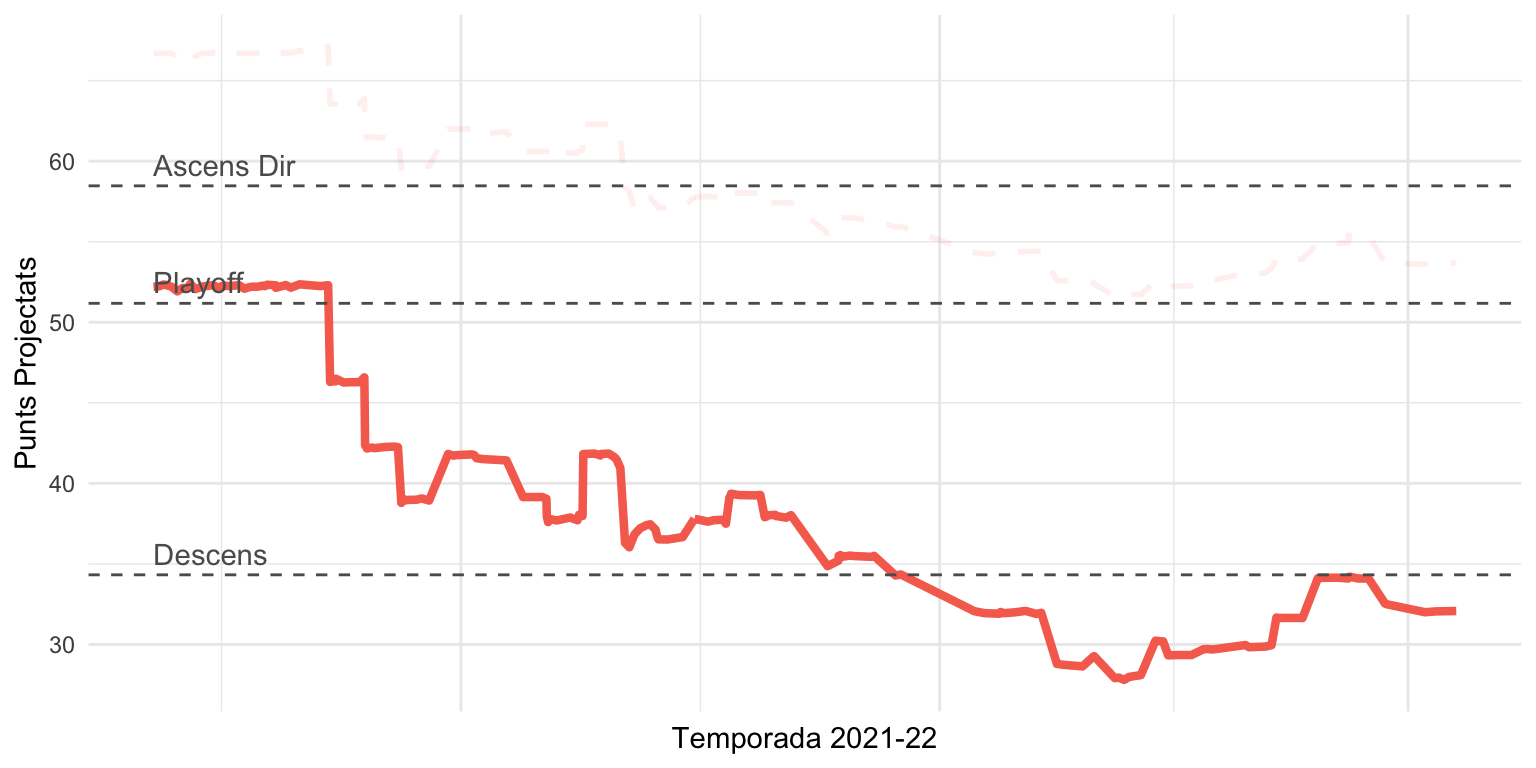 60
50
40
30
Punts Projectats
Ascens Dir
Playoff
Descens
Temporada 2021-22